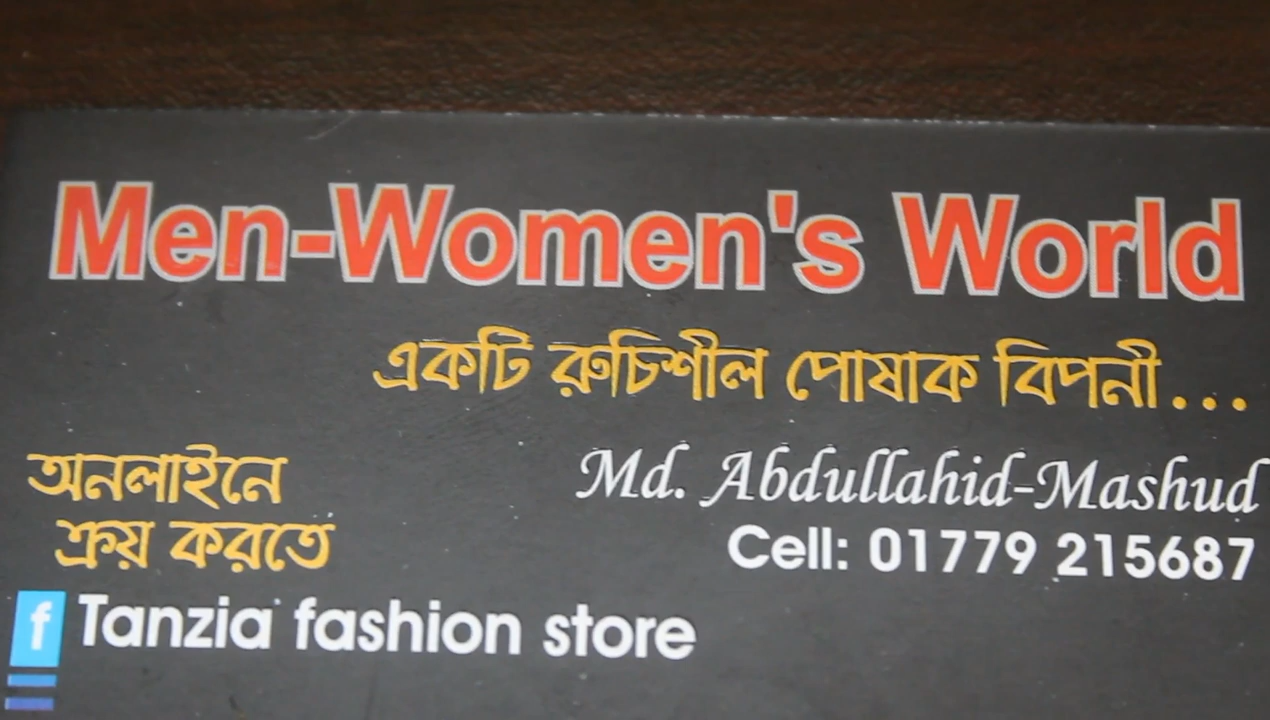 Men-Women's World
একটি রুচিশীল পোষাক বিপনী...
অনলাইনে
ক্রয় করতে
Md. Abdullahid-Mashud
Cell: 01779 215687
f Tanzia fashion store